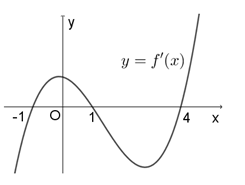 y
y = f′(x)
-1 O 1 4 x